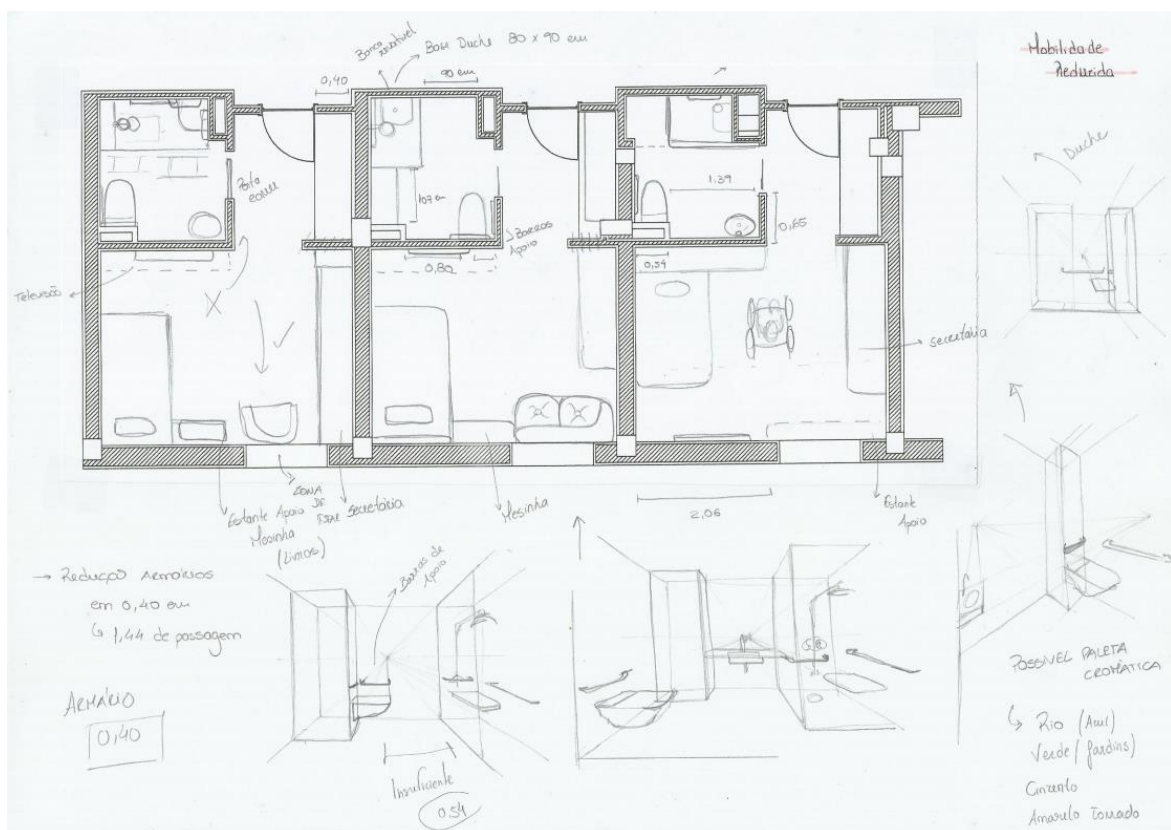 Banco rebatível
Base Duche 80 x 90 cm
90 cm
0,40
Mobilidade
Reduzida
Duche
Porta
correr
107 cm
1,39
0,65
Barras
Apoio
0,80
0,54
Televisão
X
secretária
Estante Apoio
Mesinha
(Livros)
ZONA
DE
ESTAR
secretária
Mesinha
2,06
Estante
Apoio
→ Redução Armários
em 0,40 cm
↳ 1,44 de passagem
Barras de
Apoio
ARMÁRIO
0,40
Insuficiente
0,54
POSSIVEL PALETA
CROMÁTICA
↳ Rio (Azul)
Verde (Jardins)
Cinzento
Amarelo Torrado